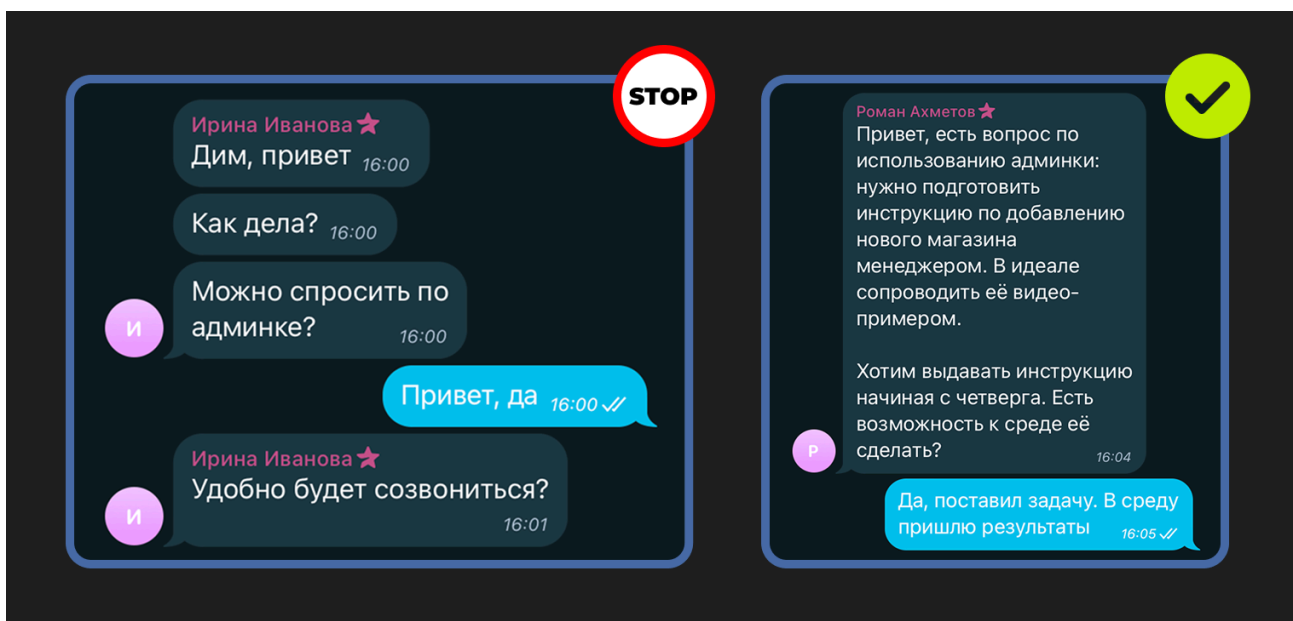 STOP
Ирина Иванова
Дим, привет 16:00
Как дела? 16:00
Можно спросить по
админке? 16:00
И
Привет, да 16:00
Ирина Иванова
Удобно будет созвониться?
И
16:01
Роман Ахметов
Привет, есть вопрос по
использованию админки:
нужно подготовить
инструкцию по добавлению
нового магазина
менеджером. В идеале
сопроводить её видео-
примером.
Хотим выдавать инструкцию
начиная с четверга. Есть
возможность к среде её
сделать? 16:04
Р
Да, поставил задачу. В среду
пришлю результаты 16:05